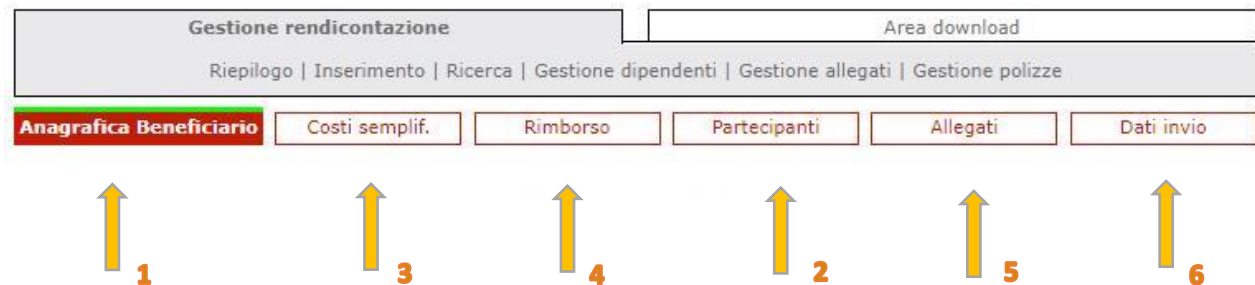 Gestione rendicontazione Area download
Riepilogo | Inserimento | Ricerca | Gestione dipendenti | Gestione allegati | Gestione polizze
Anagrafica Beneficiario Costi semplif. Rimborso Partecipanti Allegati Dati invio
1 3 4 2 5 6